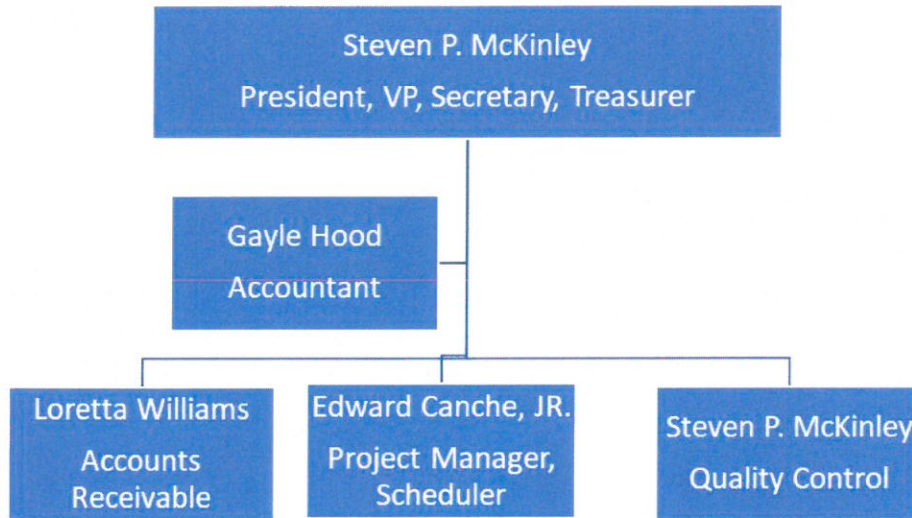 Steven P. McKinley
President, VP, Secretary, Treasurer
Gayle Hood
Accountant
Loretta Williams
Accounts
Receivable
Edward Canche, JR.
Project Manager,
Scheduler
Steven P. McKinley
Quality Control